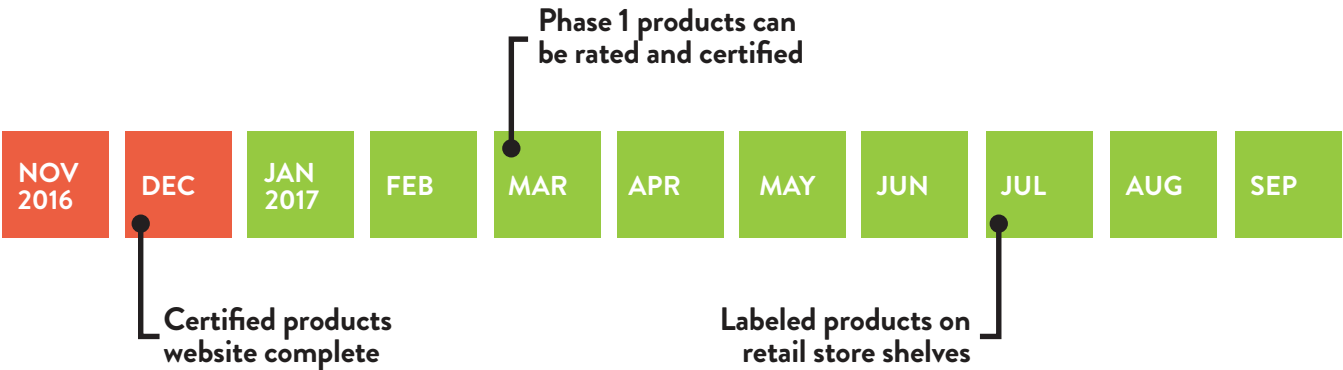 Phase 1 products can
be rated and certified
NOV
2016
DEC
JAN
2017
FEB
MAR
APR
MAY
JUN
JUL
AUG
SEP
Certified products
website complete
Labeled products on
retail store shelves